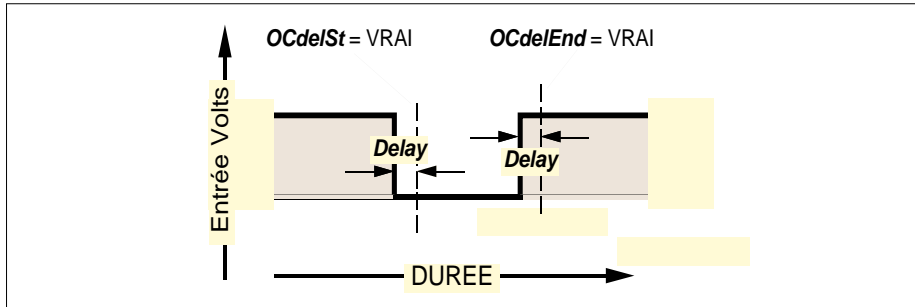 OCdelSt = VRAI
OCdelEnd = VRAI
Entrée Volts
Delay
Delay
DUREE